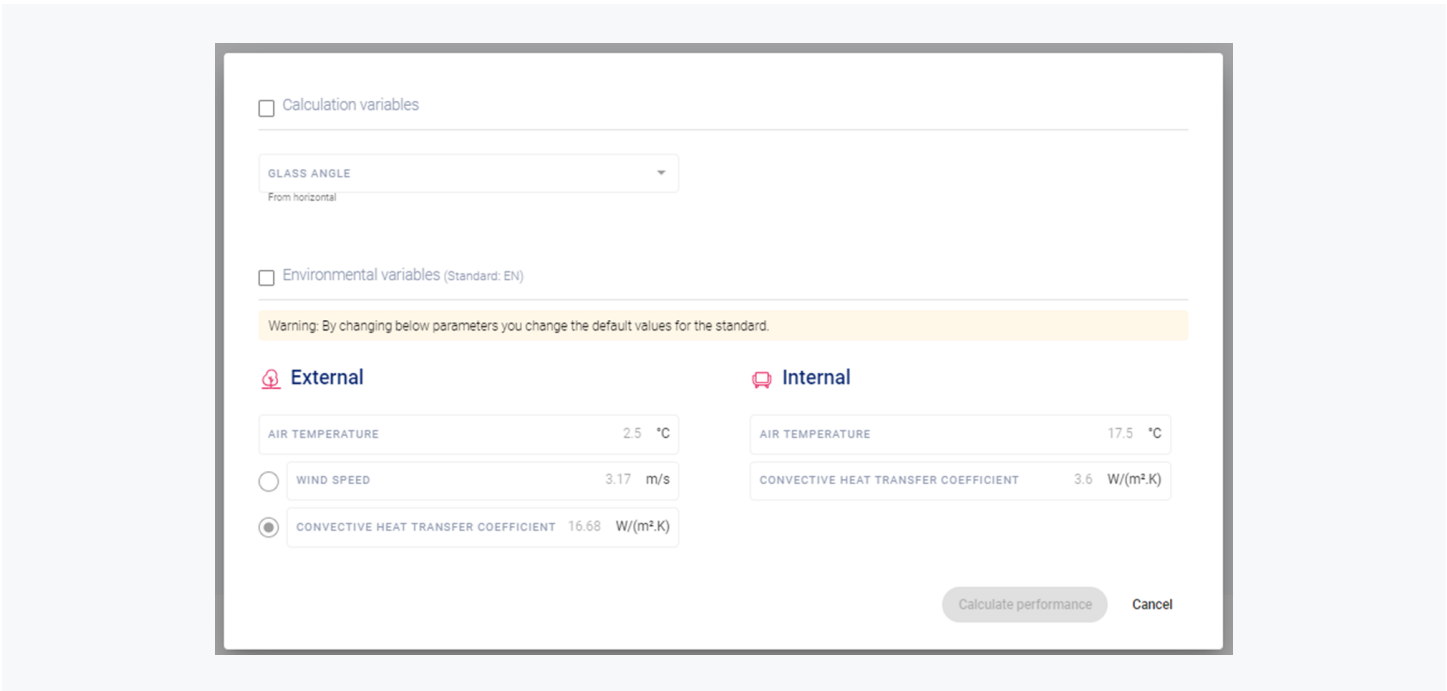 Calculation variables
GLASS ANGLE
From horizontal
Environmental variables (Standard: EN)
Warning: By changing below parameters you change the default values for the standard.
External
Internal
AIR TEMPERATURE 2.5 °C
AIR TEMPERATURE 17.5 °C
WIND SPEED 3.17 m/s
CONVECTIVE HEAT TRANSFER COEFFICIENT 3.6 W/(m².K)
CONVECTIVE HEAT TRANSFER COEFFICIENT 16.68 W/(m².K)
Calculate performance
Cancel